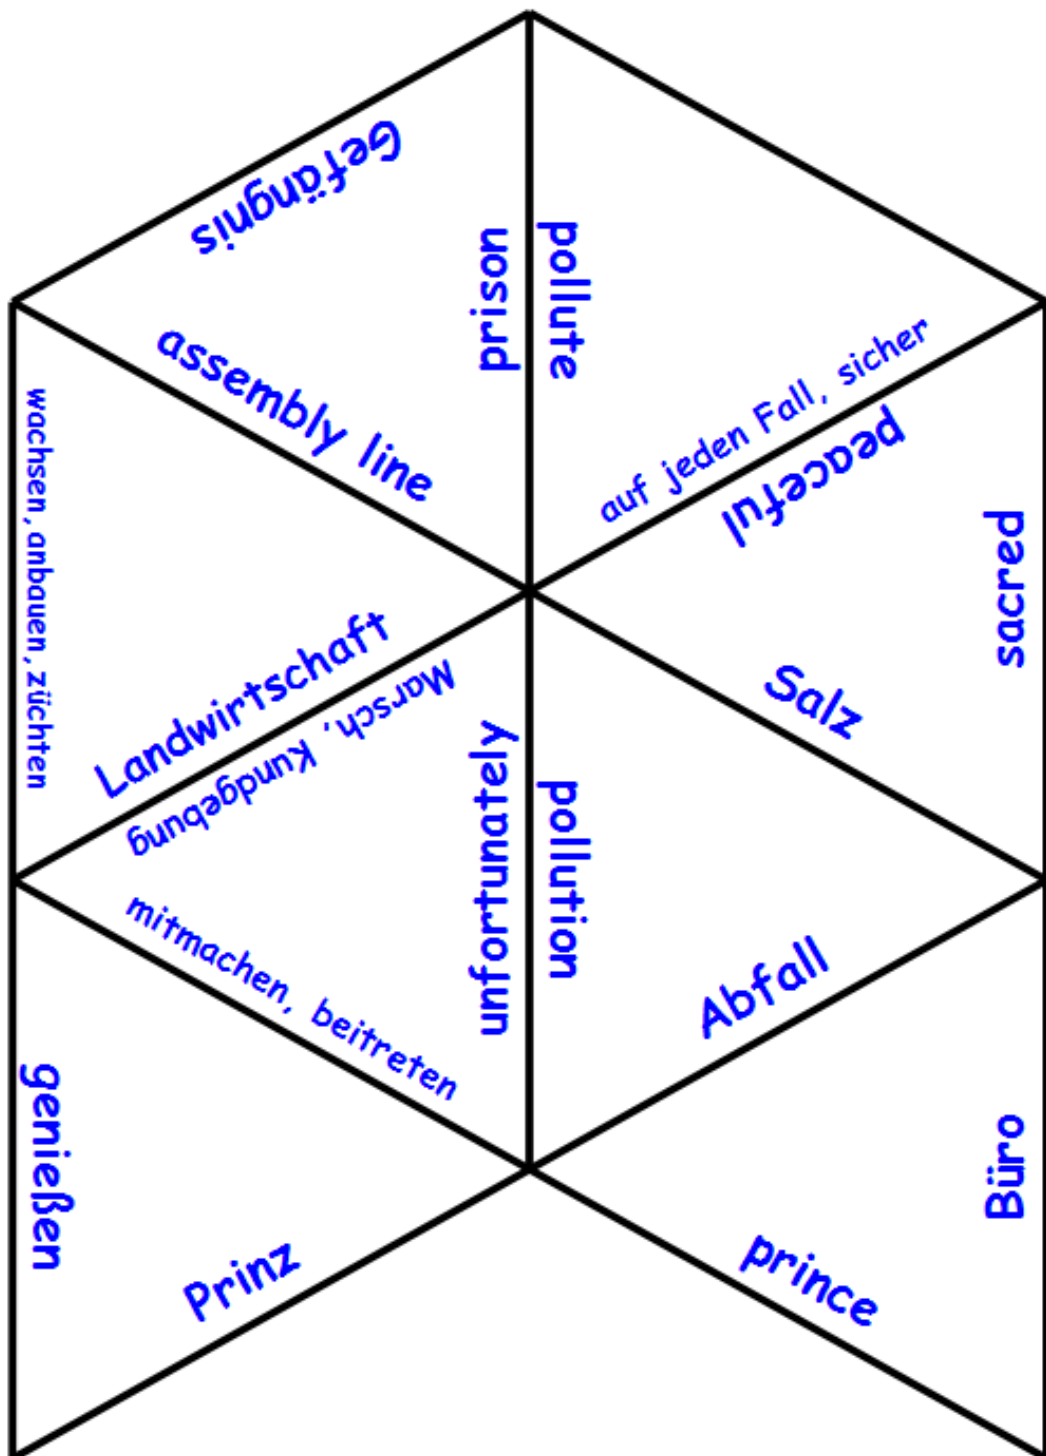 Gefängnis
prison
pollute
assembly line
auf jeden Fall, sicher
peaceful
wachsen, anbauen, züchten
sacred
Landwirtschaft
Marsch, Kundgebung
Salz
unfortunately
pollution
mitmachen, beitreten
Abfall
genießen
Büro
Prinz
prince